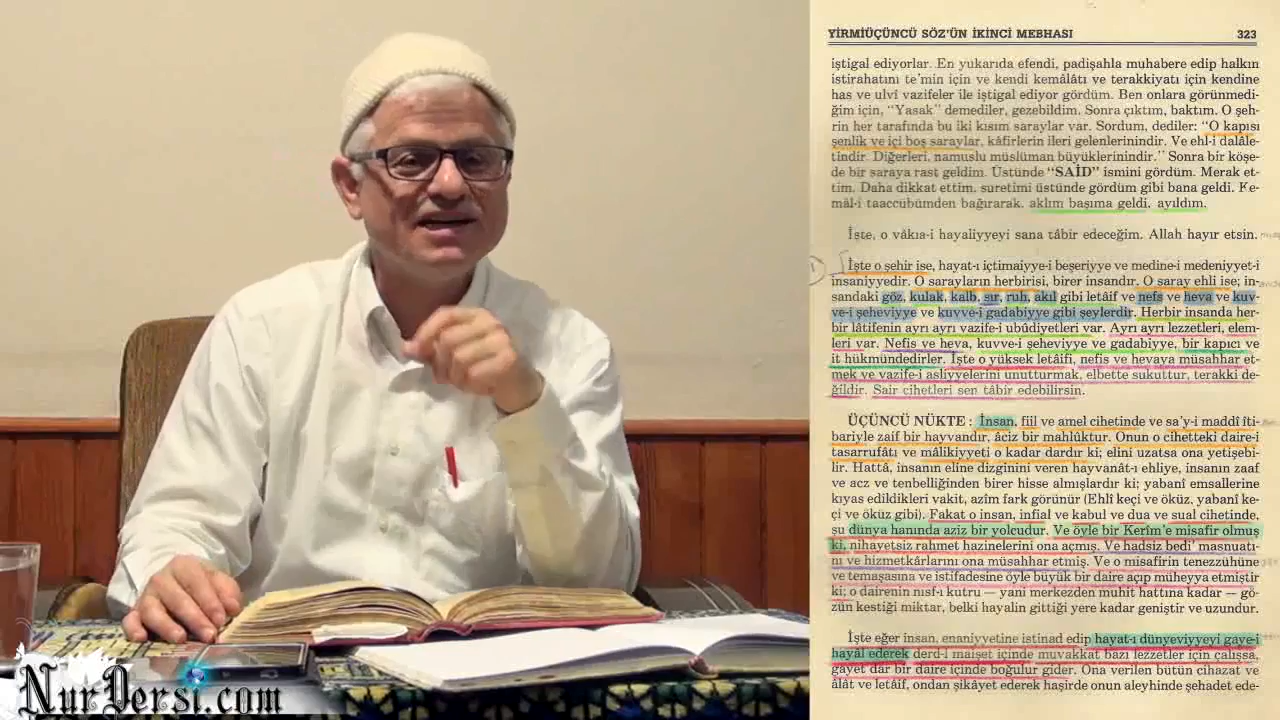 YİRMİÜÇÜNCÜ SÖZ'ÜN İKİNCİ MEBHASI 323
iştigal ediyorlar. En yukarıda efendi, padişahla muhabere edip halkın
istirahatını te'min için ve kendi kemâlâtı ve terakkiyatı için kendine
has ve ulvî vazifeler ile iştigal ediyor gördüm. Ben onlara görünmedi-
ğim için, "Yasak" demediler, gezebildim. Sonra çıktım, baktım. O şeh-
rin her tarafında bu iki kısım saraylar var. Sordum, dediler: "O kapısı
şenlik ve içi boş saraylar, kâfirlerin ileri gelenlerinindir. Ve ehl-i dalâle-
tindir. Diğerleri, namuslu müslüman büyüklerinindir." Sonra bir köşe-
de bir saraya rast geldim. Üstünde "SAİD" ismini gördüm. Merak et-
tim. Daha dikkat ettim, suretimi üstünde gördüm gibi bana geldi. Ke-
mâl-i taaccübümden bağırarak, aklım başıma geldi, ayıldım.
İşte, o vâkıa-i hayaliyyeyi sana tâbir edeceğim. Allah hayır etsin.
İşte o şehir ise, hayat-ı içtimaiyye-i beşeriyye ve medine-i medeniyyet-i
insaniyyedir. O sarayların herbirisi, birer insandır. O saray ehli ise; in-
sandaki göz, kulak, kalb, sır, ruh, akıl gibi letâif ve nefs ve heva ve kuv-
ve-i şeheviyye ve kuvve-i gadabiyye gibi şeylerdir. Herbir insanda her-
bir lâtifenin ayrı ayrı vazife-i ubûdiyetleri var. Ayrı ayrı lezzetleri, elem-
leri var. Nefis ve heva, kuvve-i şeheviyye ve gadabiyye, bir kapıcı ve
it hükmündedirler. İşte o yüksek letâifi, nefis ve hevaya müsahhar et-
mek ve vazife-i asliyyelerini unutturmak, elbette sukuttur, terakki de-
ğildir. Sair cihetleri sen tâbir edebilirsin.
ÜÇÜNCÜ NÜKTE : İnsan, fiil ve amel cihetinde ve sa'y-i maddî îti-
bariyle zaif bir hayvandır, âciz bir mahlûktur. Onun o cihetteki daire-i
tasarrufâtı ve mâlikiyyeti o kadar dardır ki; elini uzatsa ona yetişebi-
lir. Hattâ, insanın eline dizginini veren hayvanât-ı ehliye, insanın zaaf
ve acz ve tenbelliğinden birer hisse almışlardır ki; yabanî emsallerine
kıyas edildikleri vakit, azîm fark görünür (Ehlî keçi ve öküz, yabanî ke-
çi ve öküz gibi). Fakat o insan, infial ve kabul ve dua ve sual cihetinde,
şu dünya hanında aziz bir yolcudur. Ve öyle bir Kerîm'e misafir olmuş
ki, nihayetsiz rahmet hazinelerini ona açmış. Ve hadsiz bedi' masnuatı-
nı ve hizmetkârlarını ona müsahhar etmiş. Ve o misafirin tenezzühüne
ve temaşasına ve istifadesine öyle büyük bir daire açıp müheyya etmiştir
ki; o dairenin nısf-ı kutru — yani merkezden muhit hattına kadar — gö-
zün kestiği miktar, belki hayalin gittiği yere kadar geniştir ve uzundur.
İşte eğer insan, enaniyyetine istinad edip hayat-ı dünyeviyyeyi gaye-i
hayâl ederek derd-i maişet içinde muvakkat bazı lezzetler için çalışsa,
gayet dar bir daire içinde boğulur gider. Ona verilen bütün cihazat ve
âlât ve letâif, ondan şikâyet ederek haşirde onun aleyhinde şehadet ede-
NurDersi.com